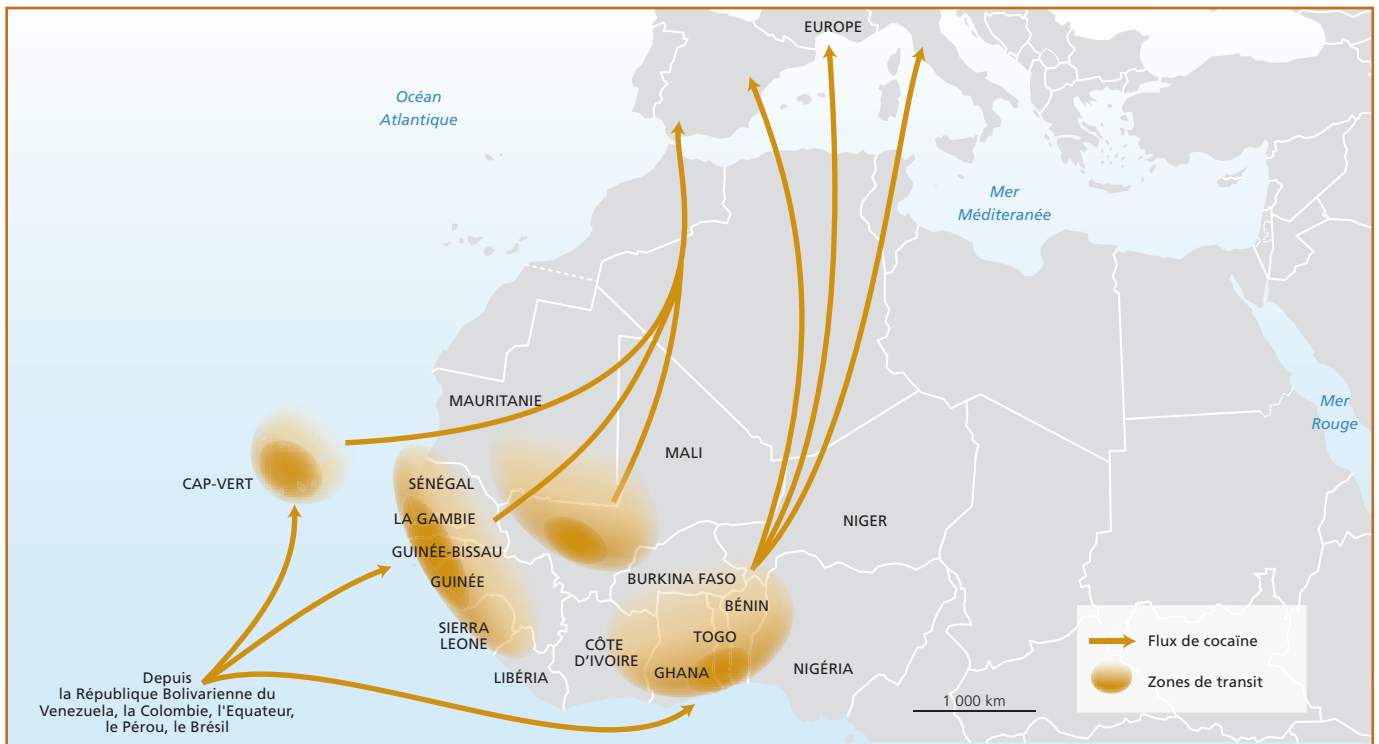 EUROPE
Océan
Atlantique
Mer
Méditeranée
Mer
Rouge
MAURITANIE
MALI
CAP-VERT
SÉNÉGAL
LA GAMBIE
NIGER
GUINÉE-BISSAU
GUINÉE
BURKINA FASO
BÉNIN
SIERRA
LEONE
TOGO
CÔTE
D'IVOIRE
GHANA
NIGÉRIA
LIBÉRIA
Depuis
la République Bolivarienne du
Venezuela, la Colombie, l'Equateur,
le Pérou, le Brésil
Flux de cocaïne
Zones de transit
1 000 km